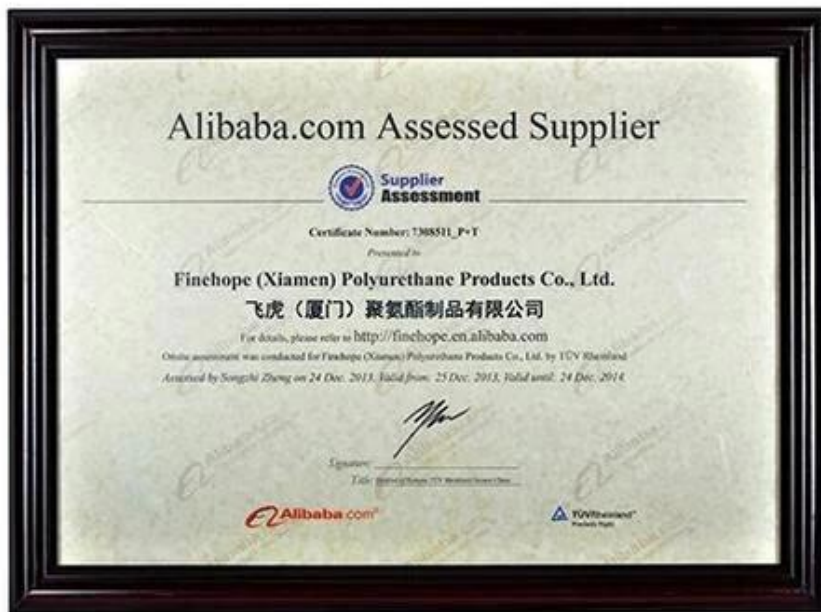 Alibaba.com Assessed Supplier
Supplier
Assessment
Certificate Number: 7308511_P+T
Presented to
Finehope (Xiamen) Polyurethane Products Co., Ltd.
飞虎（厦门）聚氨酯制品有限公司
For details, please refer to http://finehope.en.alibaba.com
Onsite assessment was conducted for Finehope (Xiamen) Polyurethane Products Co., Ltd. by TÜV Rheinland
Assessed by Songzhi Zheng on 24 Dec. 2013, Valid from: 25 Dec. 2013, Valid until: 24 Dec. 2014.
Signature:
Title:
Alibaba.com®
TÜVRheinland®
Precisely Right.